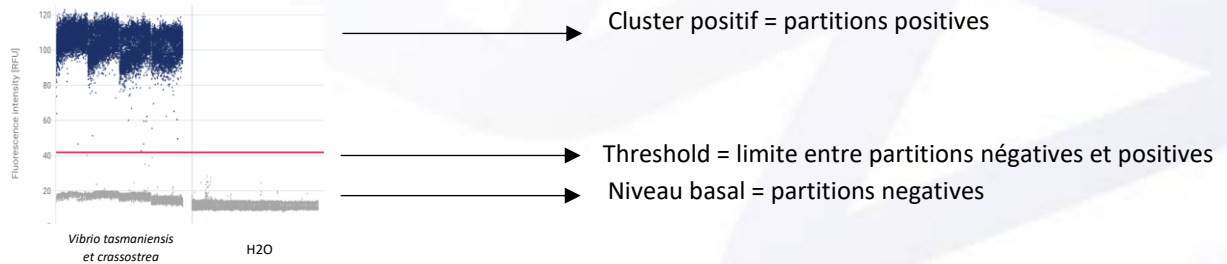 120
100
80
60
40
20
Fluorescence intensity [RFU]
Cluster positif = partitions positives
Threshold = limite entre partitions négatives et positives
Niveau basal = partitions negatives
Vibrio tasmaniensis
et crassostrea
H2O